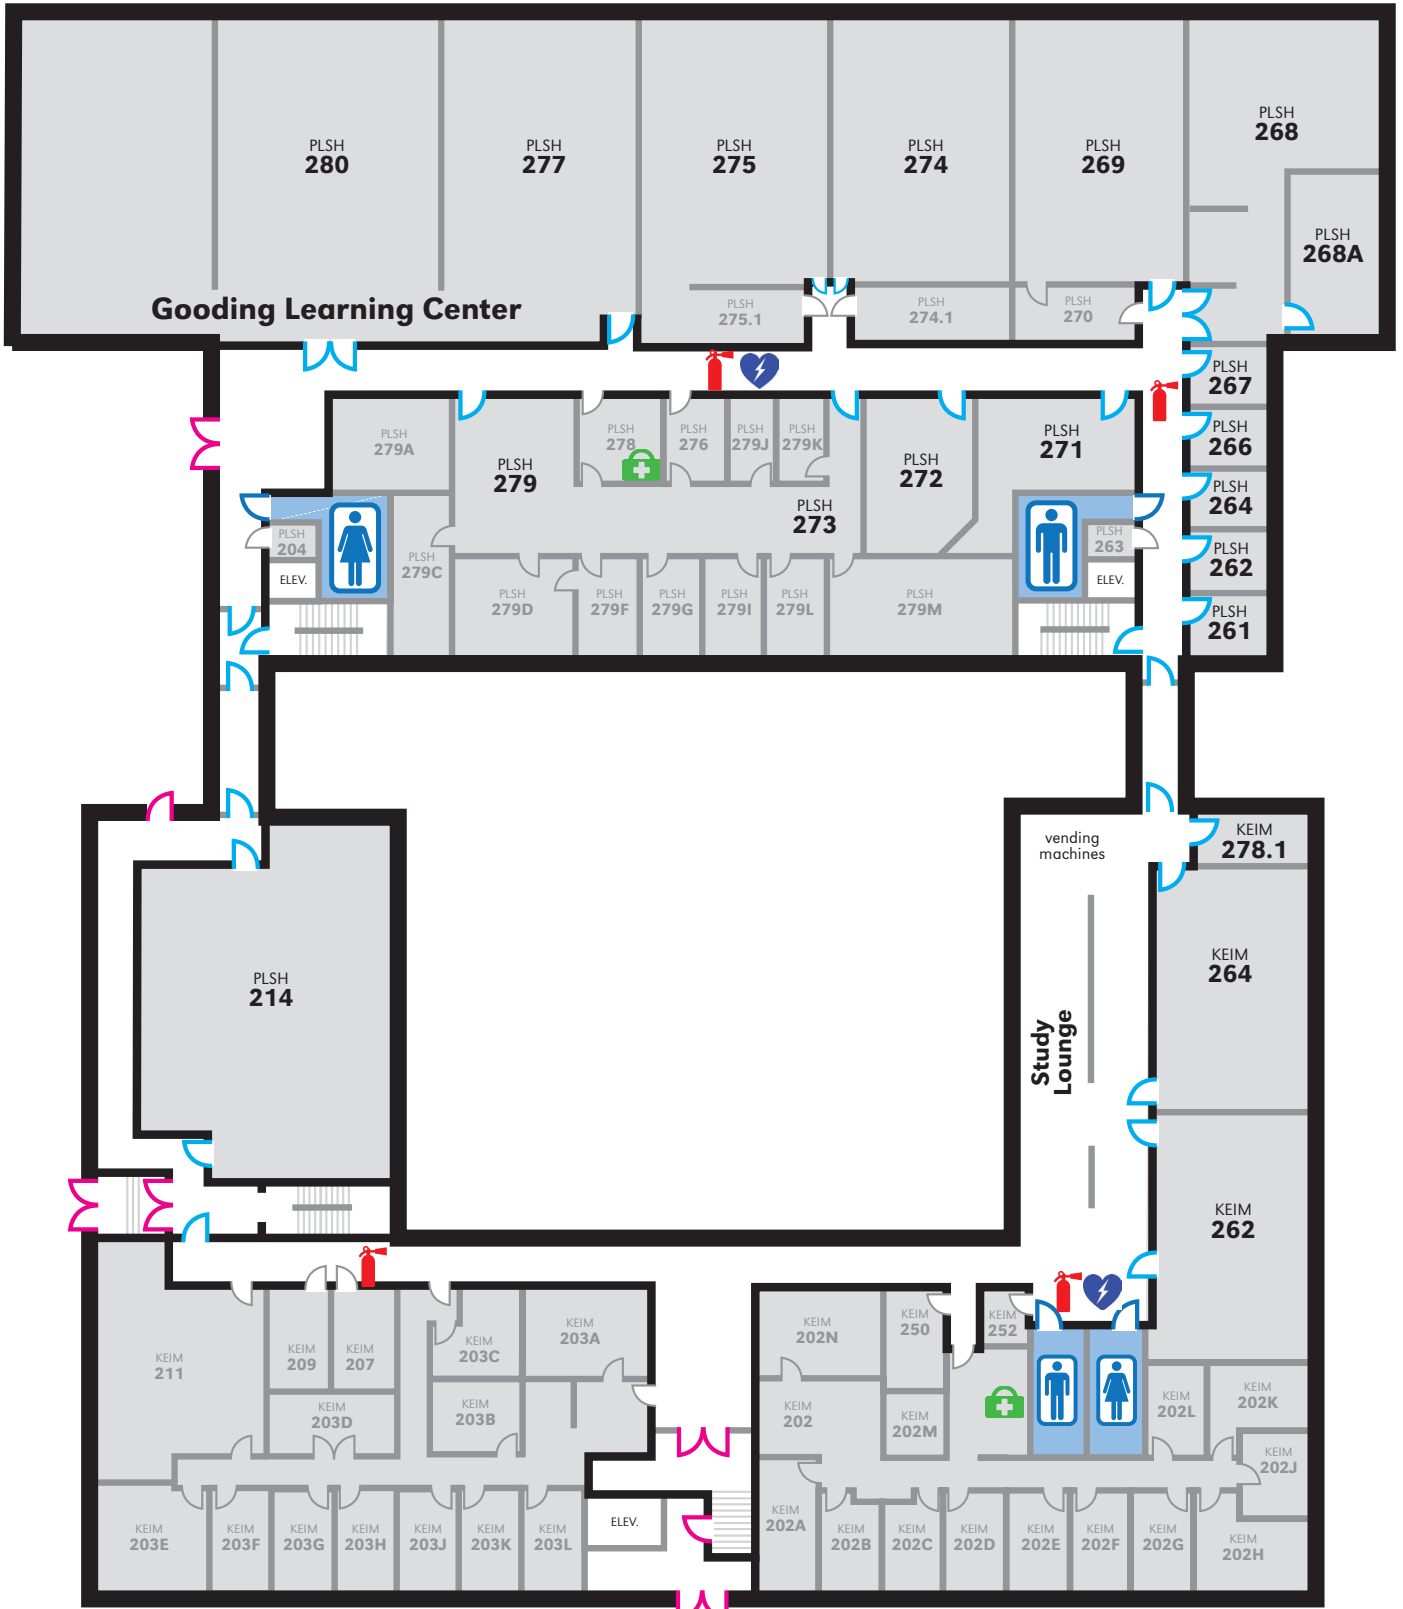 PLSH
280
PLSH
277
PLSH
275
PLSH
274
PLSH
269
PLSH
268
PLSH
268A
Gooding Learning Center
PLSH
275.1
PLSH
274.1
PLSH
270
PLSH
267
PLSH
266
PLSH
264
PLSH
262
PLSH
261
PLSH
279A
PLSH
279
PLSH
278
PLSH
276
PLSH
279J
PLSH
279K
PLSH
273
PLSH
272
PLSH
271
PLSH
204
ELEV.
PLSH
279C
PLSH
279D
PLSH
279F
PLSH
279G
PLSH
279I
PLSH
279L
PLSH
279M
PLSH
263
ELEV.
vending
machines
KEIM
278.1
KEIM
264
PLSH
214
Study
Lounge
KEIM
262
KEIM
211
KEIM
209
KEIM
207
KEIM
203C
KEIM
203A
KEIM
203D
KEIM
203B
KEIM
202N
KEIM
250
KEIM
252
KEIM
202
KEIM
202M
KEIM
202L
KEIM
202K
KEIM
202J
KEIM
203E
KEIM
203F
KEIM
203G
KEIM
203H
KEIM
203J
KEIM
203K
KEIM
203L
ELEV.
KEIM
202A
KEIM
202B
KEIM
202C
KEIM
202D
KEIM
202E
KEIM
202F
KEIM
202G
KEIM
202H